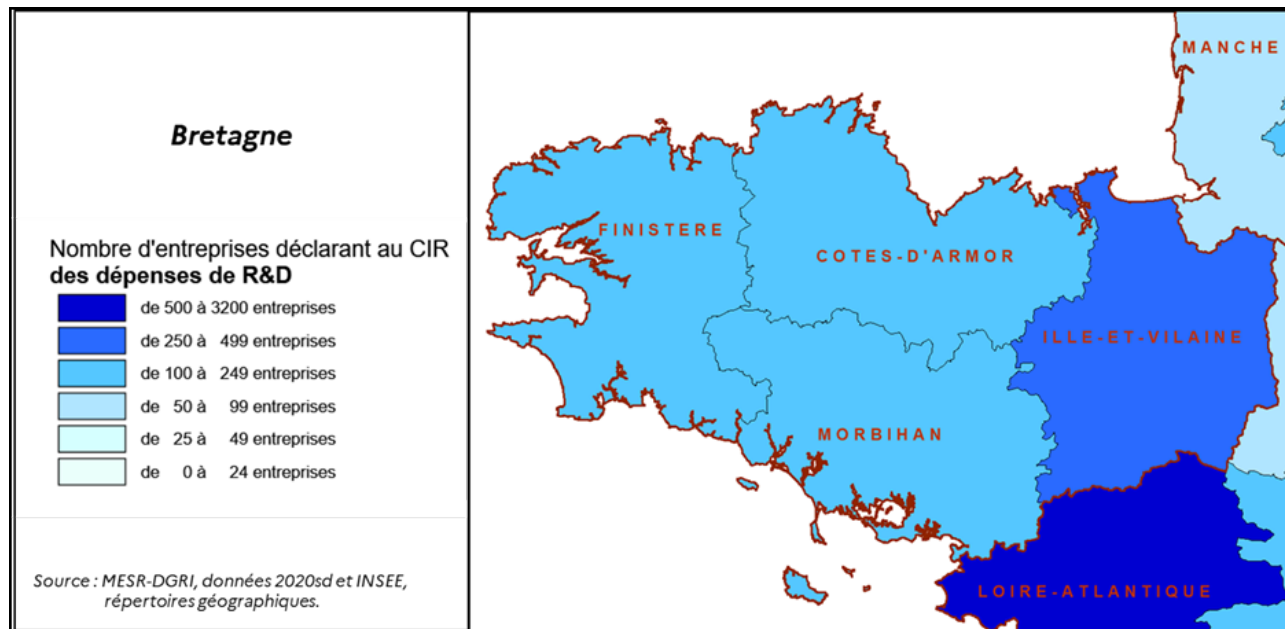 Bretagne
Nombre d'entreprises déclarant au CIR
des dépenses de R&D
de 500 à 3200 entreprises
de 250 à 499 entreprises
de 100 à 249 entreprises
de 50 à 99 entreprises
de 25 à 49 entreprises
de 0 à 24 entreprises
Source : MESR-DGRI, données 2020sd et INSEE,
répertoires géographiques.
MANCHE
FINISTERE
COTES-D'ARMOR
ILLE-ET-VILAINE
MORBIHAN
LOIRE-ATLANTIQUE